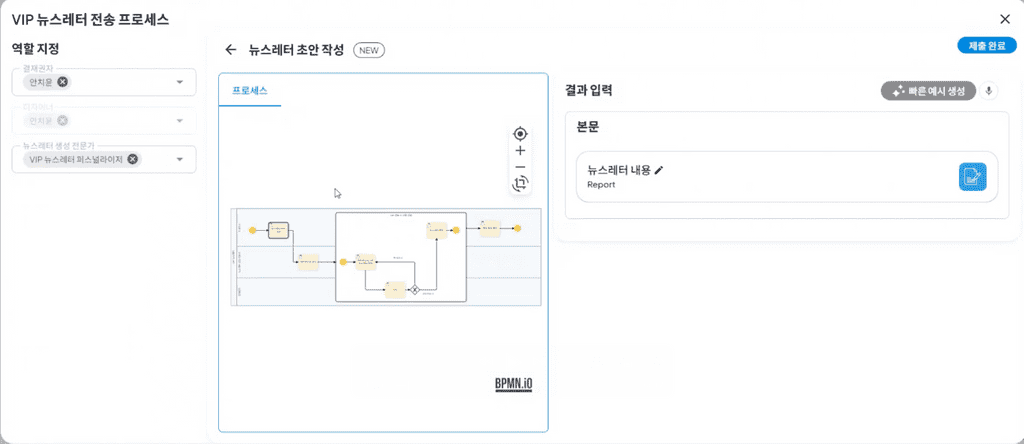 VIP 뉴스레터 전송 프로세스
역할 지정
결재권자
안치윤
안치윤
뉴스레터 생성 전문가
VIP 뉴스레터 퍼스널라이저
뉴스레터 초안 작성 NEW
제출 완료
프로세스
BPMN.iO
결과 입력
빠른 예시 생성
본문
뉴스레터 내용
Report